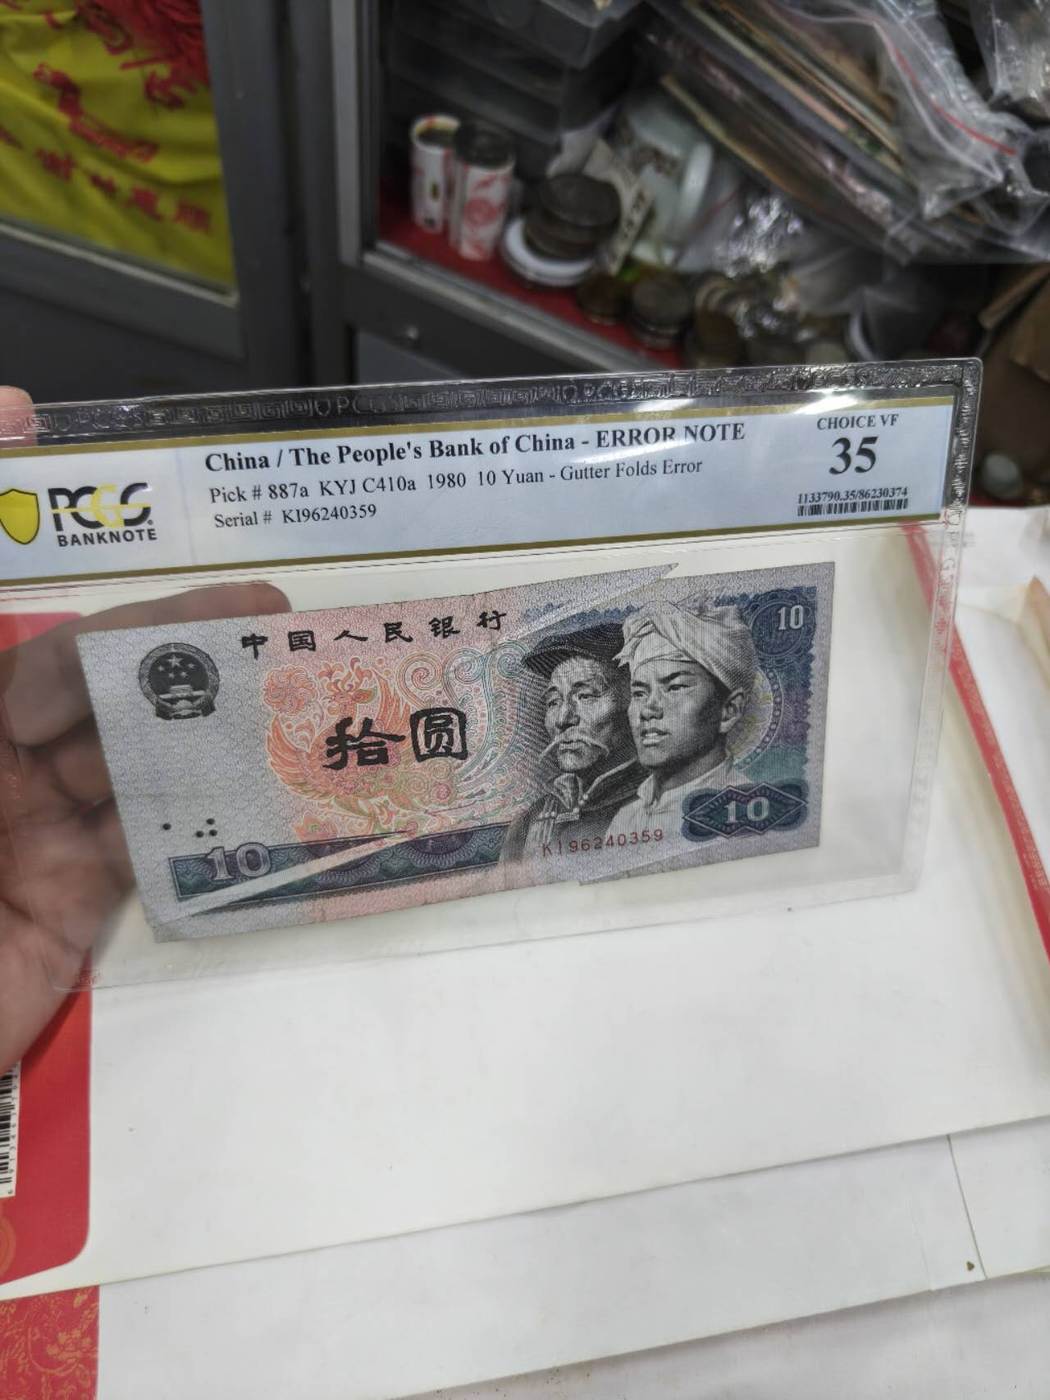 China / The People's Bank of China - ERROR NOTE
Pick # 887a KYJ C410a 1980 10 Yuan - Gutter Folds Error
Serial # KI96240359
CHOICE VF
35
1133790.35/86230374
PCGS
BANKNOTE
中国人民银行
10
拾圆
10
KI96240359
10